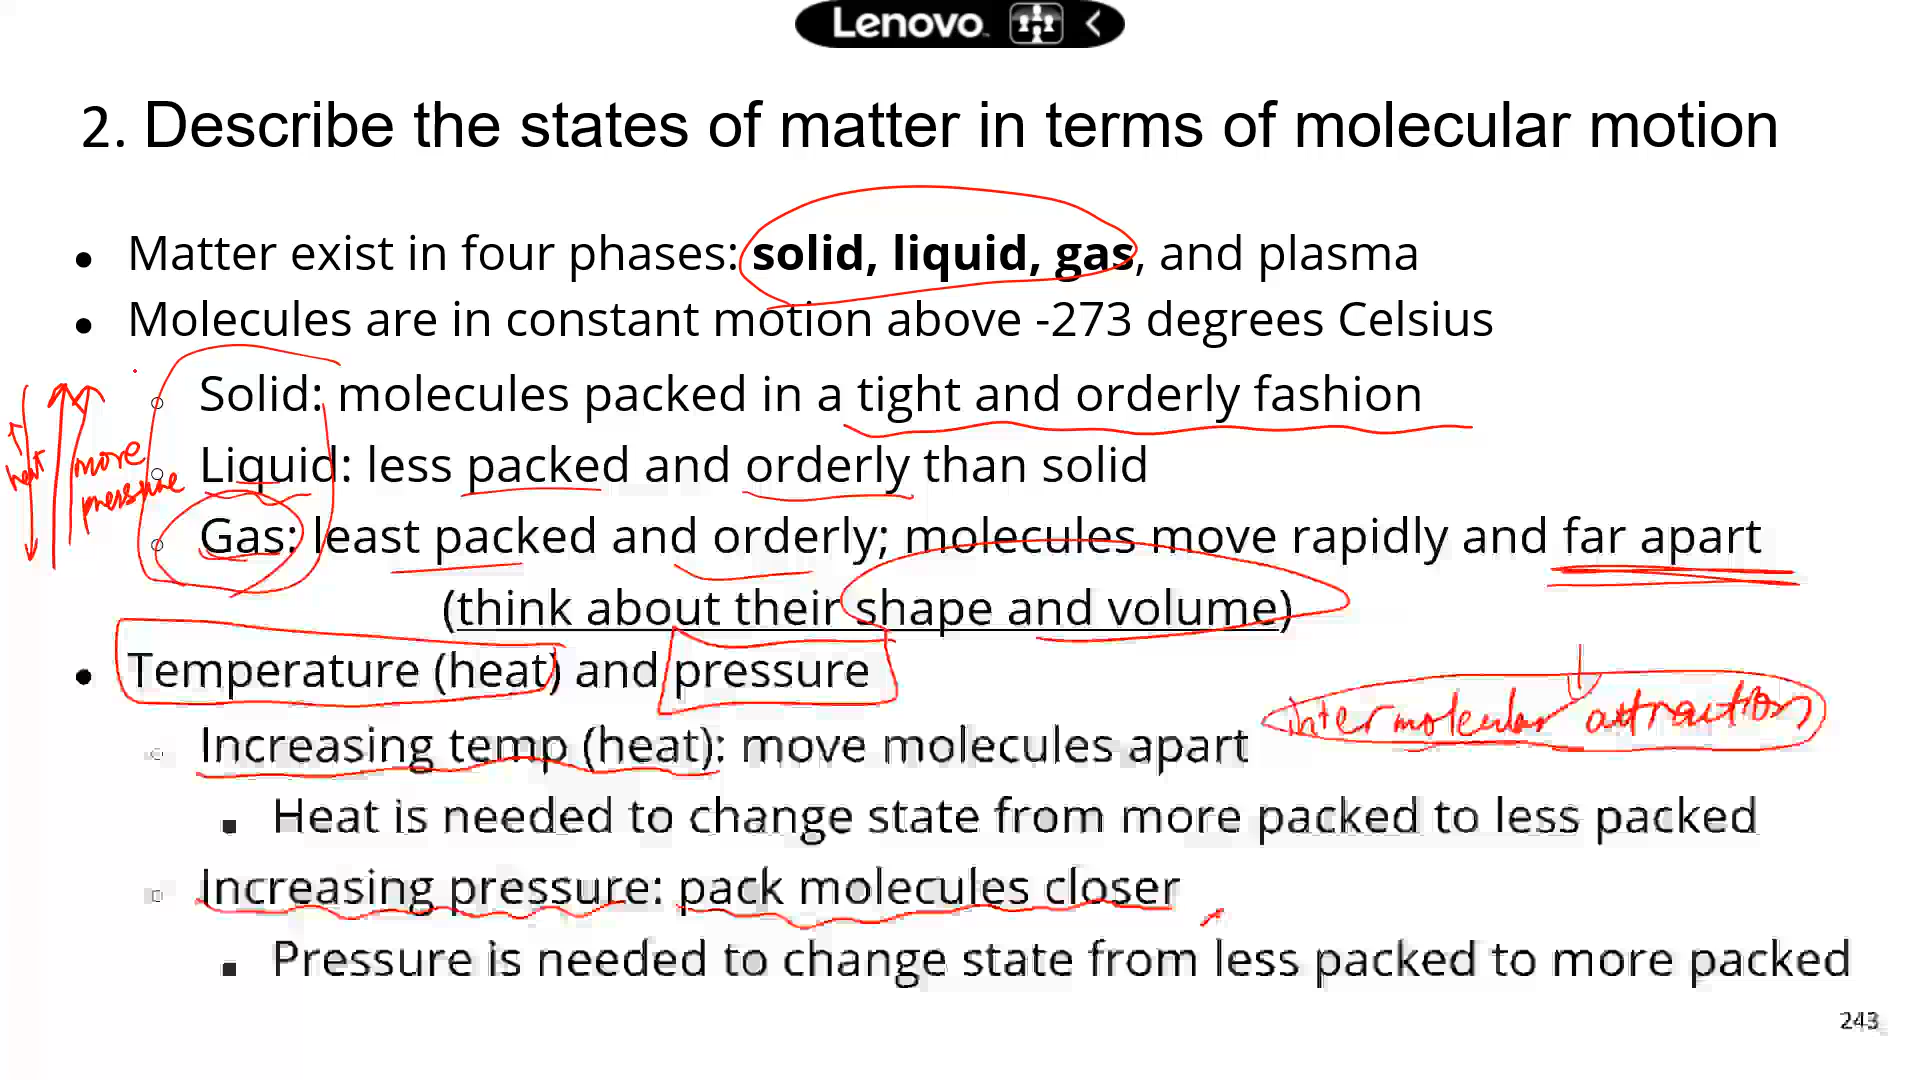 Lenovo
2. Describe the states of matter in terms of molecular motion
• Matter exist in four phases: solid, liquid, gas, and plasma
• Molecules are in constant motion above -273 degrees Celsius
○ Solid: molecules packed in a tight and orderly fashion
○ Liquid: less packed and orderly than solid
○ Gas: least packed and orderly; molecules move rapidly and far apart
(think about their shape and volume)
heat
more
pressure
• Temperature (heat) and pressure
intermolecular attraction
○ Increasing temp (heat): move molecules apart
■ Heat is needed to change state from more packed to less packed
○ Increasing pressure: pack molecules closer
■ Pressure is needed to change state from less packed to more packed
243